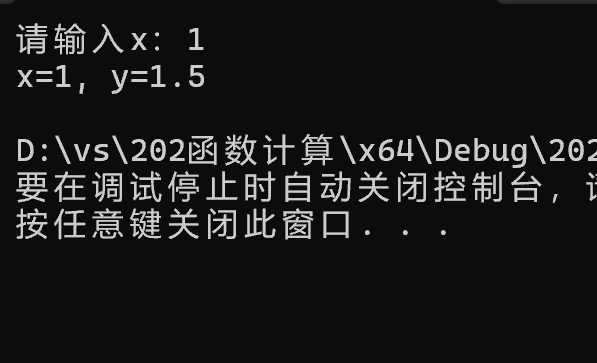 请输入x: 1
x=1, y=1.5
D:\vs\202函数计算\x64\Debug\202
要在调试停止时自动关闭控制台,
按任意键关闭此窗口. . .